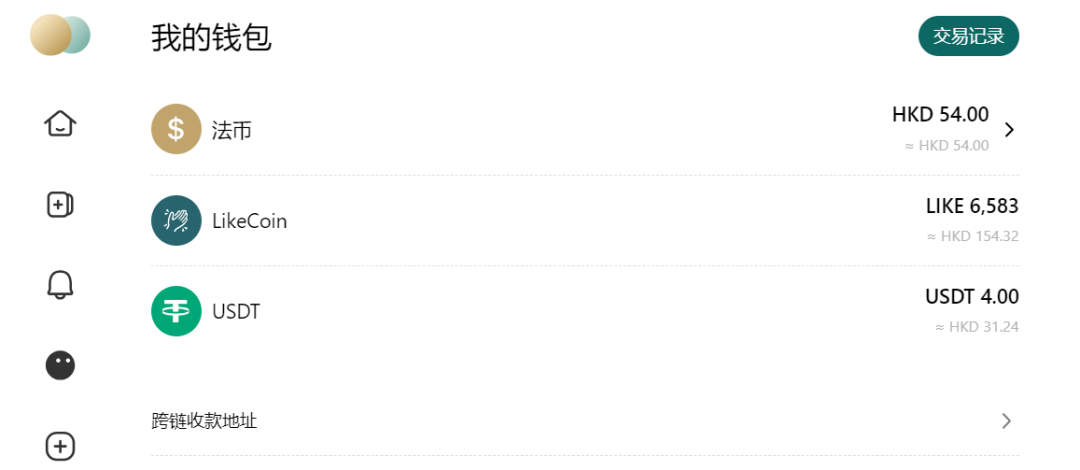 我的钱包
交易记录
$ 法币
HKD 54.00
≈ HKD 54.00
LikeCoin
LIKE 6,583
≈ HKD 154.32
USDT
USDT 4.00
≈ HKD 31.24
跨链收款地址